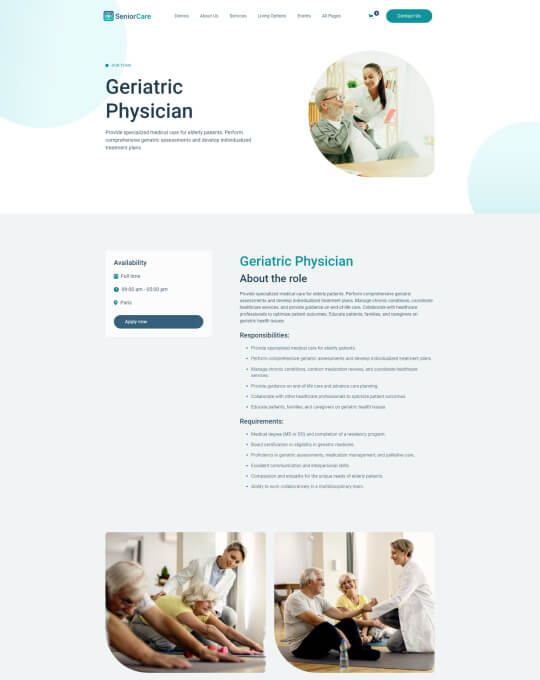 SeniorCare
Demos
About Us
Services
Living Options
Events
All Pages
0
Contact Us
OUR TEAM
Geriatric
Physician
Provide specialized medical care for elderly patients. Perform
comprehensive geriatric assessments and develop individualized
treatment plans.
Availability
Full time
09:00 am - 05:00 pm
Paris
Apply now
Geriatric Physician
About the role
Provide specialized medical care for elderly patients. Perform comprehensive geriatric
assessments and develop individualized treatment plans. Manage chronic conditions, coordinate
healthcare services, and provide guidance on end-of-life care. Collaborate with healthcare
professionals to optimize patient outcomes. Educate patients, families, and caregivers on
geriatric health issues.
Responsibilities:
Provide specialized medical care for elderly patients.
Perform comprehensive geriatric assessments and develop individualized treatment plans.
Manage chronic conditions, conduct medication reviews, and coordinate healthcare
services.
Provide guidance on end-of-life care and advance care planning.
Collaborate with other healthcare professionals to optimize patient outcomes.
Educate patients, families, and caregivers on geriatric health issues.
Requirements:
Medical degree (MD or DO) and completion of a residency program.
Board certification or eligibility in geriatric medicine.
Proficiency in geriatric assessments, medication management, and palliative care.
Excellent communication and interpersonal skills.
Compassion and empathy for the unique needs of elderly patients.
Ability to work collaboratively in a multidisciplinary team.